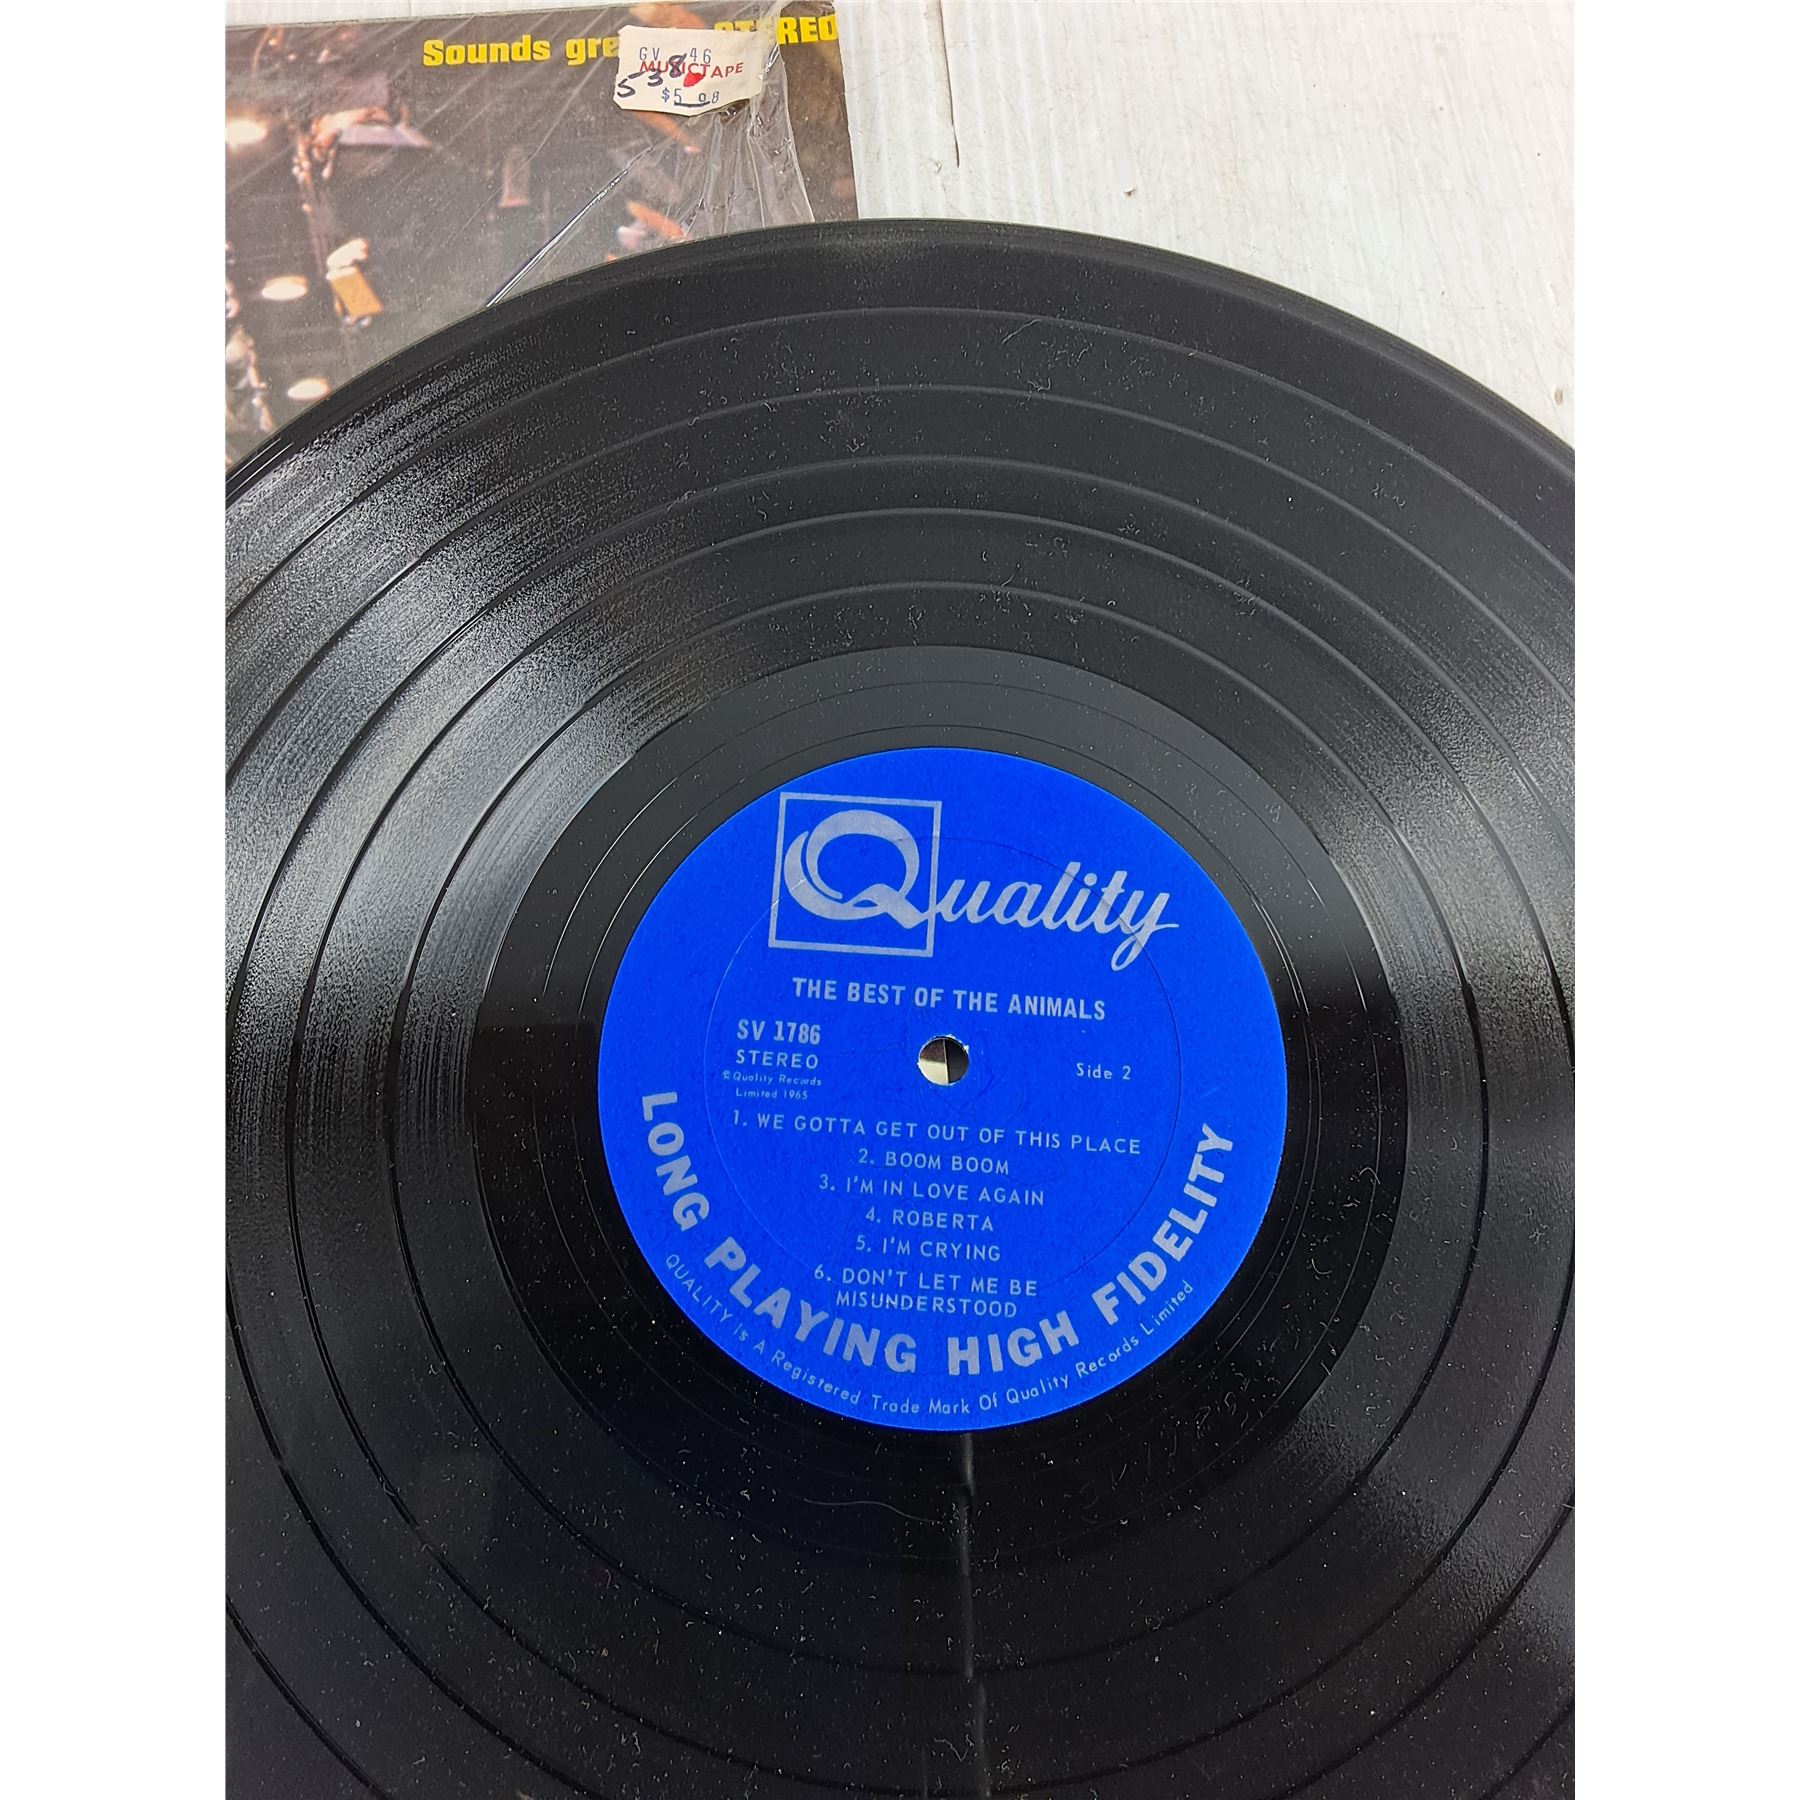 Sounds STEREO
GV 46
MUSICTAPE
538
$5.98
Quality
THE BEST OF THE ANIMALS
SV 1786
STEREO
©Quality Records
Limited 1965
Side 2
1. WE GOTTA GET OUT OF THIS PLACE
2. BOOM BOOM
3. I'M IN LOVE AGAIN
4. ROBERTA
5. I'M CRYING
6. DON'T LET ME BE
MISUNDERSTOOD
LONG PLAYING HIGH FIDELITY
QUALITY Is A Registered Trade Mark Of Quality Records Limited